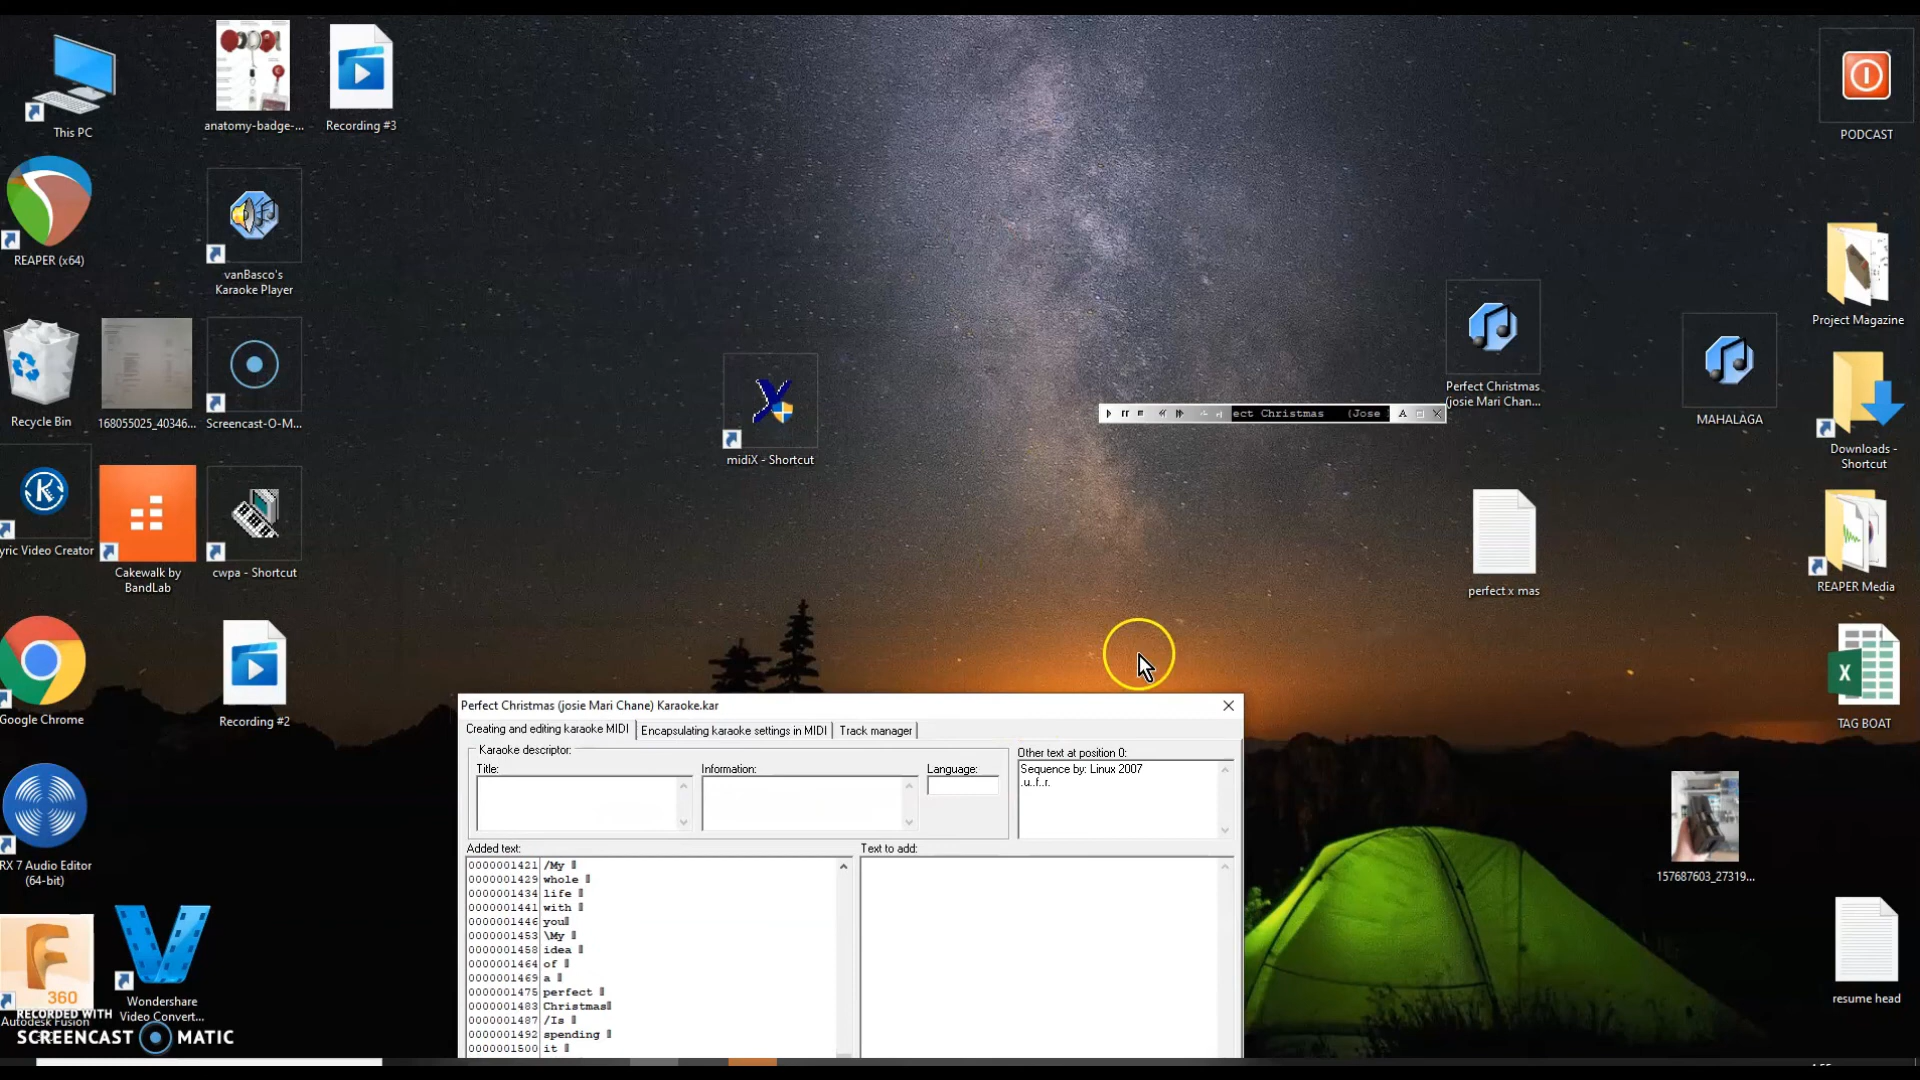 This PC
anatomy-badge-...
Recording #3
PODCAST
REAPER (x64)
vanBasco's
Karaoke Player
Project Magazine
Perfect Christmas
(josie Mari Chan...
ect Christmas (Jose
A
MAHALAGA
Recycle Bin
168055025_40346...
Screencast-O-M...
midiX - Shortcut
Downloads -
Shortcut
yric Video Creator
Cakewalk by
BandLab
cwpa - Shortcut
perfect x mas
REAPER Media
Google Chrome
Recording #2
TAG BOAT
Perfect Christmas (josie Mari Chane) Karaoke.kar
Creating and editing karaoke MIDI
Encapsulating karaoke settings in MIDI
Track manager
Karaoke descriptor:
Title:
Information:
Language:
Other text at position 0:
Sequence by: Linux 2007
.u..f..r.
Added text:
Text to add:
0000001421 /My
0000001429 whole
0000001434 life
0000001441 with
0000001446 you
0000001453 \My
0000001458 idea
0000001464 of
0000001469 a
0000001475 perfect
0000001483 Christmas
0000001487 /Is
0000001492 spending
0000001500 it
RX 7 Audio Editor
(64-bit)
157687603_27319...
360
Autodesk Fusion
Wondershare
Video Convert...
resume head
RECORDED WITH
SCREENCAST MATIC